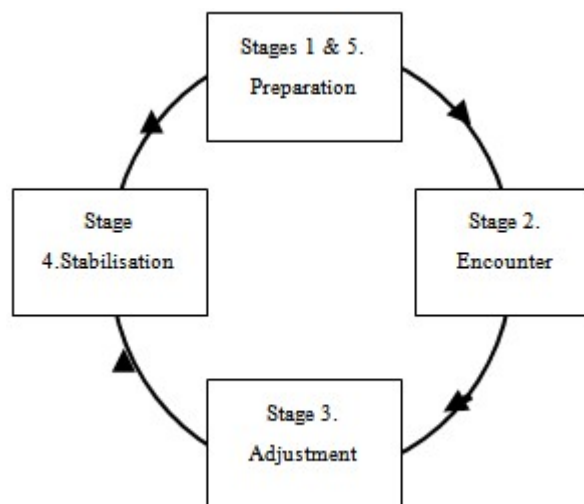 Stages 1 & 5.
Preparation
Stage 2.
Encounter
Stage 3.
Adjustment
Stage
4.Stabilisation